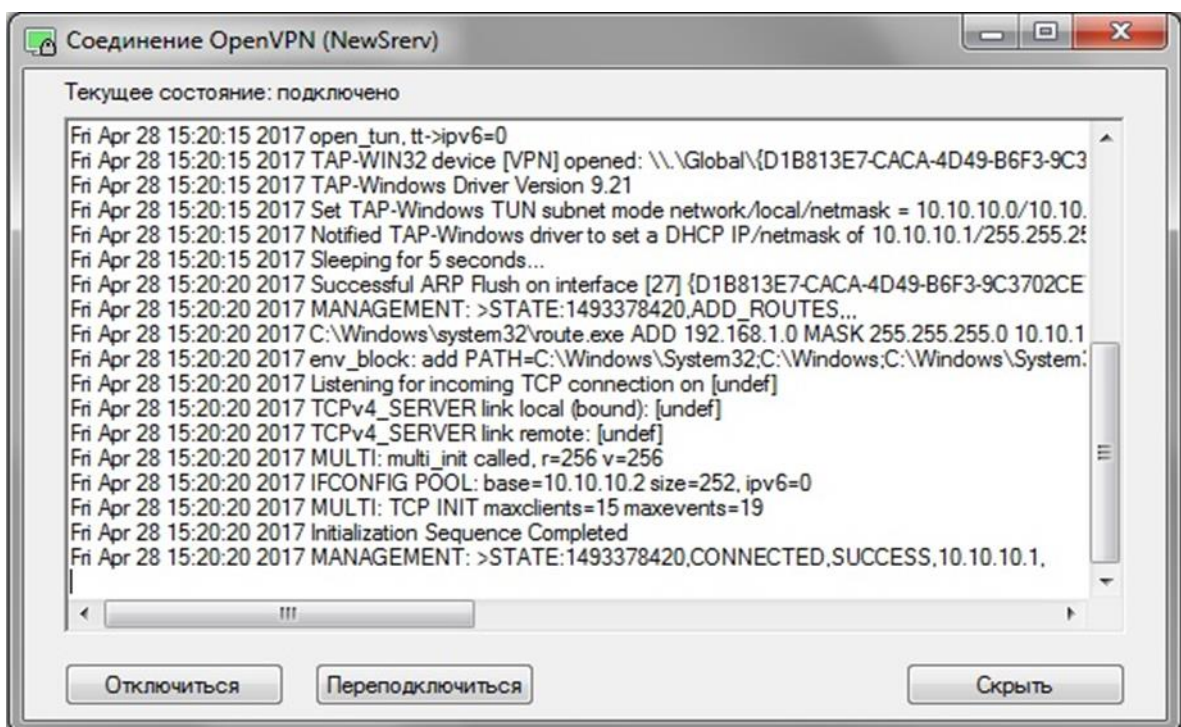 Соединение OpenVPN (NewSrerv)
Текущее состояние: подключено
Fri Apr 28 15:20:15 2017 open_tun, tt->ipv6=0
Fri Apr 28 15:20:15 2017 TAP-WIN32 device [VPN] opened: \\.\Global\{D1B813E7-CACA-4D49-B6F3-9C3
Fri Apr 28 15:20:15 2017 TAP-Windows Driver Version 9.21
Fri Apr 28 15:20:15 2017 Set TAP-Windows TUN subnet mode network/local/netmask = 10.10.10.0/10.10.
Fri Apr 28 15:20:15 2017 Notified TAP-Windows driver to set a DHCP IP/netmask of 10.10.10.1/255.255.25
Fri Apr 28 15:20:15 2017 Sleeping for 5 seconds...
Fri Apr 28 15:20:20 2017 Successful ARP Flush on interface [27] {D1B813E7-CACA-4D49-B6F3-9C3702CE
Fri Apr 28 15:20:20 2017 MANAGEMENT: >STATE:1493378420,ADD_ROUTES,,,
Fri Apr 28 15:20:20 2017 C:\Windows\system32\route.exe ADD 192.168.1.0 MASK 255.255.255.0 10.10.1
Fri Apr 28 15:20:20 2017 env_block: add PATH=C:\Windows\System32;C:\Windows;C:\Windows\System:
Fri Apr 28 15:20:20 2017 Listening for incoming TCP connection on [undef]
Fri Apr 28 15:20:20 2017 TCPv4_SERVER link local (bound): [undef]
Fri Apr 28 15:20:20 2017 TCPv4_SERVER link remote: [undef]
Fri Apr 28 15:20:20 2017 MULTI: multi_init called, r=256 v=256
Fri Apr 28 15:20:20 2017 IFCONFIG POOL: base=10.10.10.2 size=252, ipv6=0
Fri Apr 28 15:20:20 2017 MULTI: TCP INIT maxclients=15 maxevents=19
Fri Apr 28 15:20:20 2017 Initialization Sequence Completed
Fri Apr 28 15:20:20 2017 MANAGEMENT: >STATE:1493378420,CONNECTED,SUCCESS,10.10.10.1,
Отключиться
Переподключиться
Скрыть